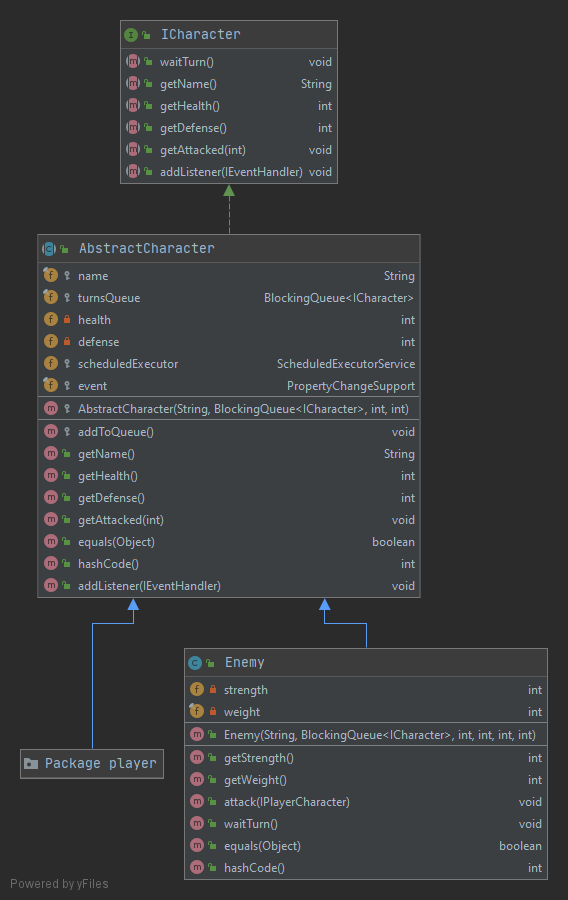 ICharacter
waitTurn() void
getName() String
getHealth() int
getDefense() int
getAttacked(int) void
addListener(IEventHandler) void
AbstractCharacter
name String
turnsQueue BlockingQueue<ICharacter>
health int
defense int
scheduledExecutor ScheduledExecutorService
event PropertyChangeSupport
AbstractCharacter(String, BlockingQueue<ICharacter>, int, int)
addToQueue() void
getName() String
getHealth() int
getDefense() int
getAttacked(int) void
equals(Object) boolean
hashCode() int
addListener(IEventHandler) void
Enemy
strength int
weight int
Enemy(String, BlockingQueue<ICharacter>, int, int, int, int)
getStrength() int
getWeight() int
attack(IPlayerCharacter) void
waitTurn() void
equals(Object) boolean
hashCode() int
Package player
Powered by yFiles